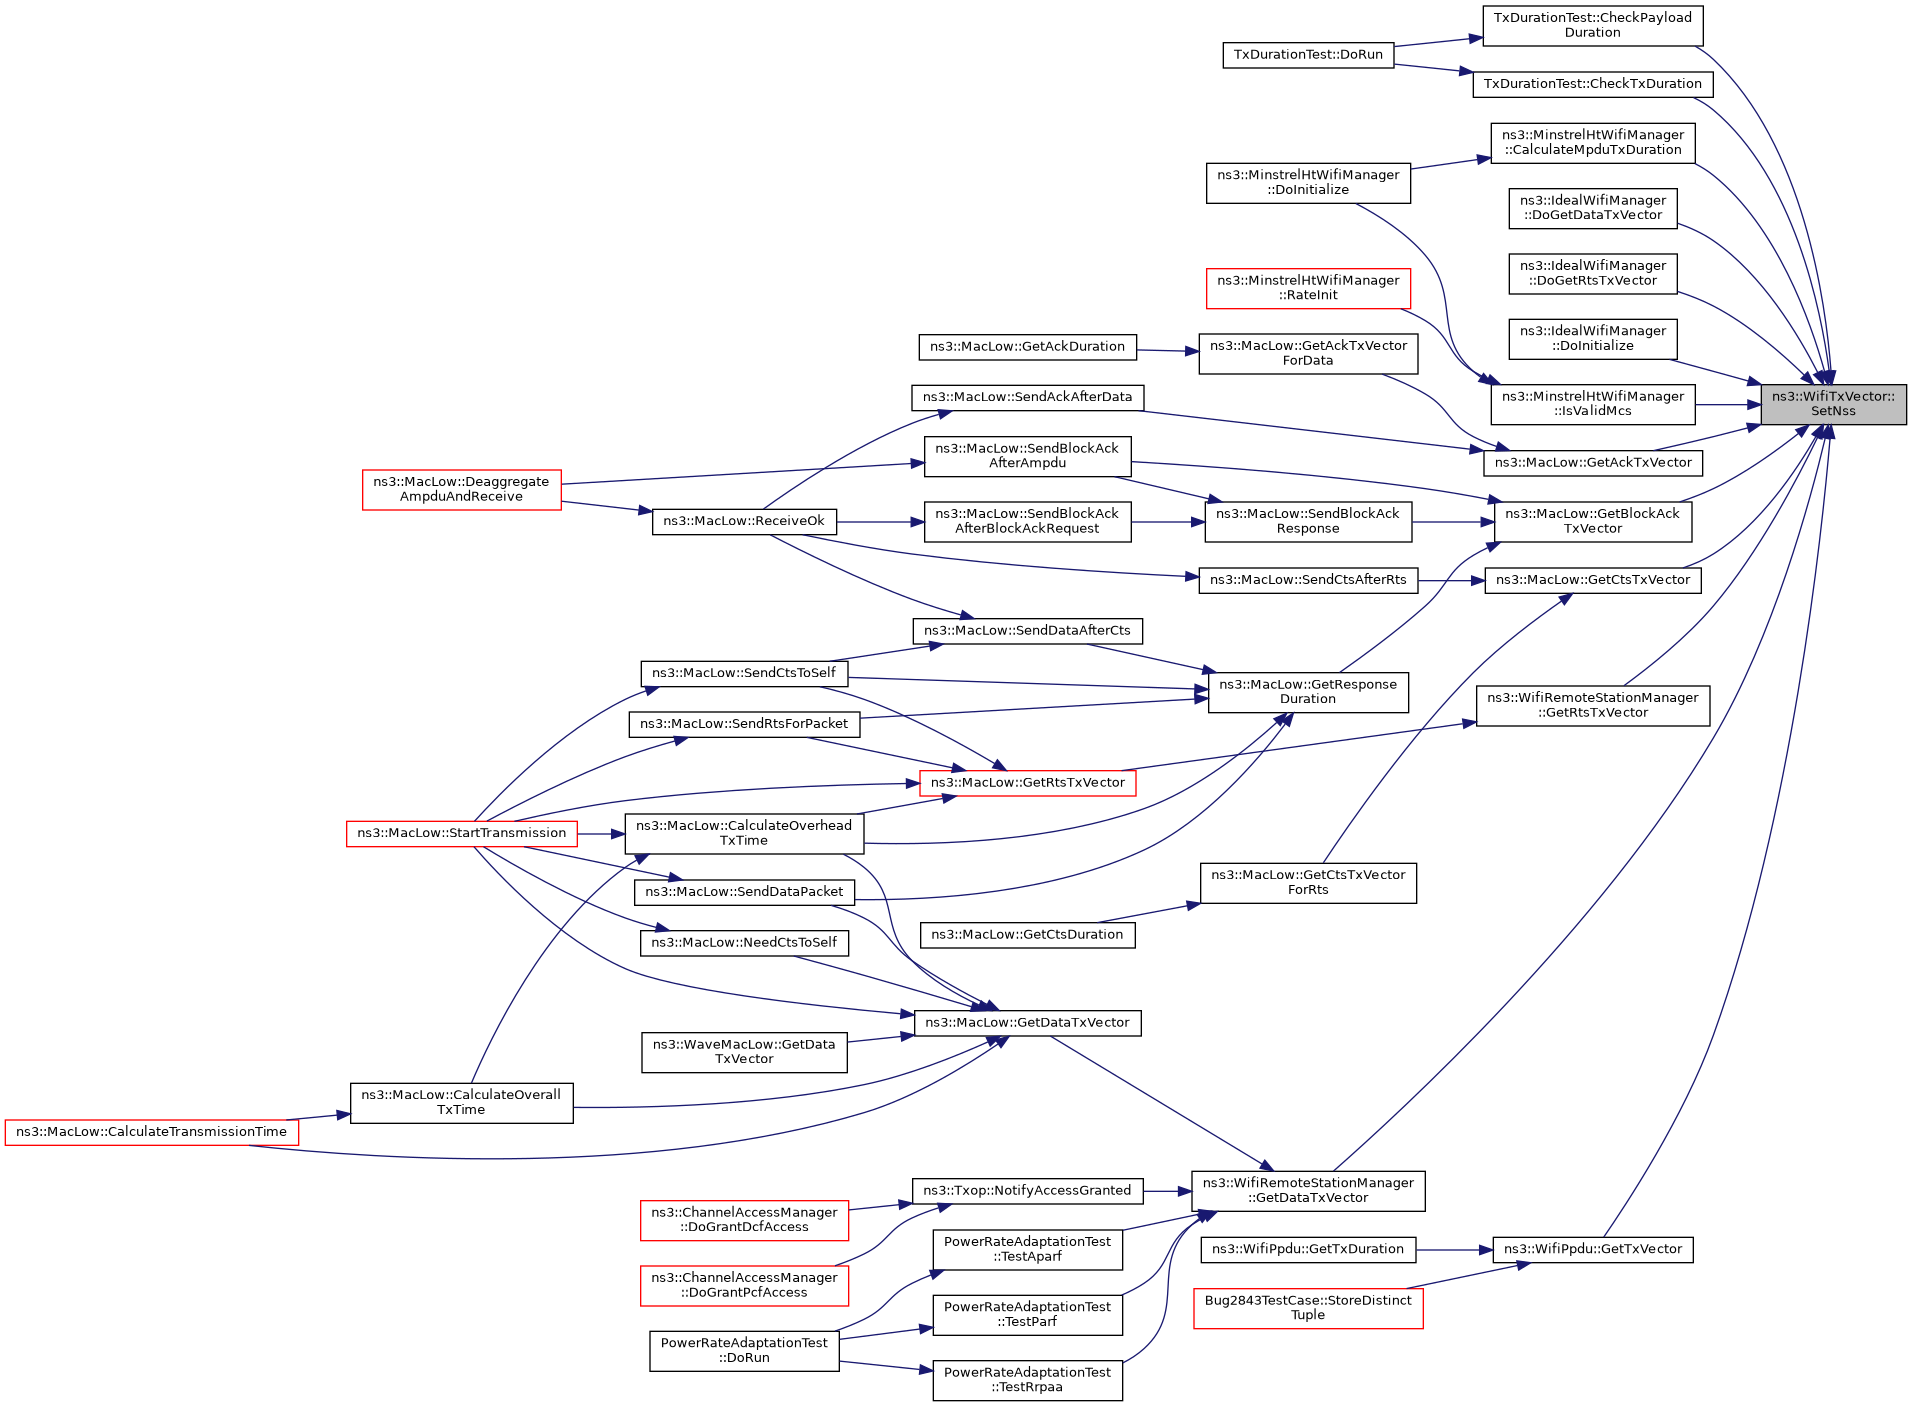 TxDurationTest::CheckPayload
Duration
TxDurationTest::DoRun
TxDurationTest::CheckTxDuration
ns3::MinstrelHtWifiManager
::CalculateMpduTxDuration
ns3::MinstrelHtWifiManager
::DoInitialize
ns3::IdealWifiManager
::DoGetDataTxVector
ns3::IdealWifiManager
::DoGetRtsTxVector
ns3::MinstrelHtWifiManager
::RateInit
ns3::IdealWifiManager
::DoInitialize
ns3::MacLow::GetAckDuration
ns3::MacLow::GetAckTxVector
ForData
ns3::MacLow::SendAckAfterData
ns3::MinstrelHtWifiManager
::IsValidMcs
ns3::WifiTxVector::
SetNss
ns3::MacLow::SendBlockAck
AfterAmpdu
ns3::MacLow::GetAckTxVector
ns3::MacLow::Deaggregate
AmpduAndReceive
ns3::MacLow::ReceiveOk
ns3::MacLow::SendBlockAck
AfterBlockAckRequest
ns3::MacLow::SendBlockAck
Response
ns3::MacLow::GetBlockAck
TxVector
ns3::MacLow::SendCtsAfterRts
ns3::MacLow::GetCtsTxVector
ns3::MacLow::SendDataAfterCts
ns3::MacLow::SendCtsToSelf
ns3::MacLow::GetResponse
Duration
ns3::WifiRemoteStationManager
::GetRtsTxVector
ns3::MacLow::SendRtsForPacket
ns3::MacLow::GetRtsTxVector
ns3::MacLow::StartTransmission
ns3::MacLow::CalculateOverhead
TxTime
ns3::MacLow::SendDataPacket
ns3::MacLow::GetCtsTxVector
ForRts
ns3::MacLow::NeedCtsToSelf
ns3::MacLow::GetCtsDuration
ns3::MacLow::GetDataTxVector
ns3::WaveMacLow::GetData
TxVector
ns3::MacLow::CalculateOverall
TxTime
ns3::MacLow::CalculateTransmissionTime
ns3::Txop::NotifyAccessGranted
ns3::WifiRemoteStationManager
::GetDataTxVector
ns3::ChannelAccessManager
::DoGrantDcfAccess
PowerRateAdaptationTest
::TestAparf
ns3::WifiPpdu::GetTxDuration
ns3::WifiPpdu::GetTxVector
ns3::ChannelAccessManager
::DoGrantPcfAccess
PowerRateAdaptationTest
::TestParf
Bug2843TestCase::StoreDistinct
Tuple
PowerRateAdaptationTest
::DoRun
PowerRateAdaptationTest
::TestRrpaa